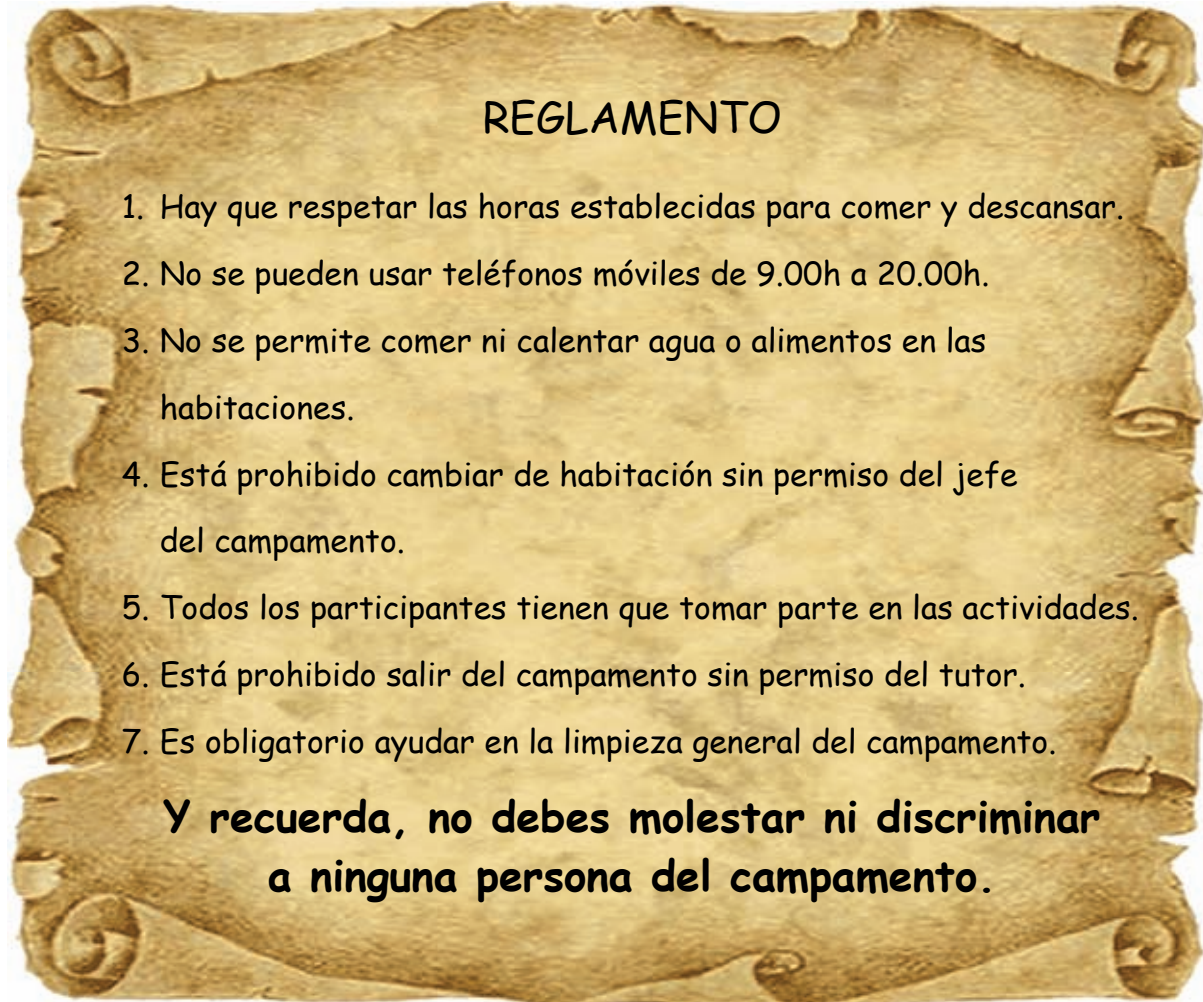 REGLAMENTO
1. Hay que respetar las horas establecidas para comer y descansar.
2. No se pueden usar teléfonos móviles de 9.00h a 20.00h.
3. No se permite comer ni calentar agua o alimentos en las
habitaciones.
4. Está prohibido cambiar de habitación sin permiso del jefe
del campamento.
5. Todos los participantes tienen que tomar parte en las actividades.
6. Está prohibido salir del campamento sin permiso del tutor.
7. Es obligatorio ayudar en la limpieza general del campamento.
Y recuerda, no debes molestar ni discriminar
a ninguna persona del campamento.